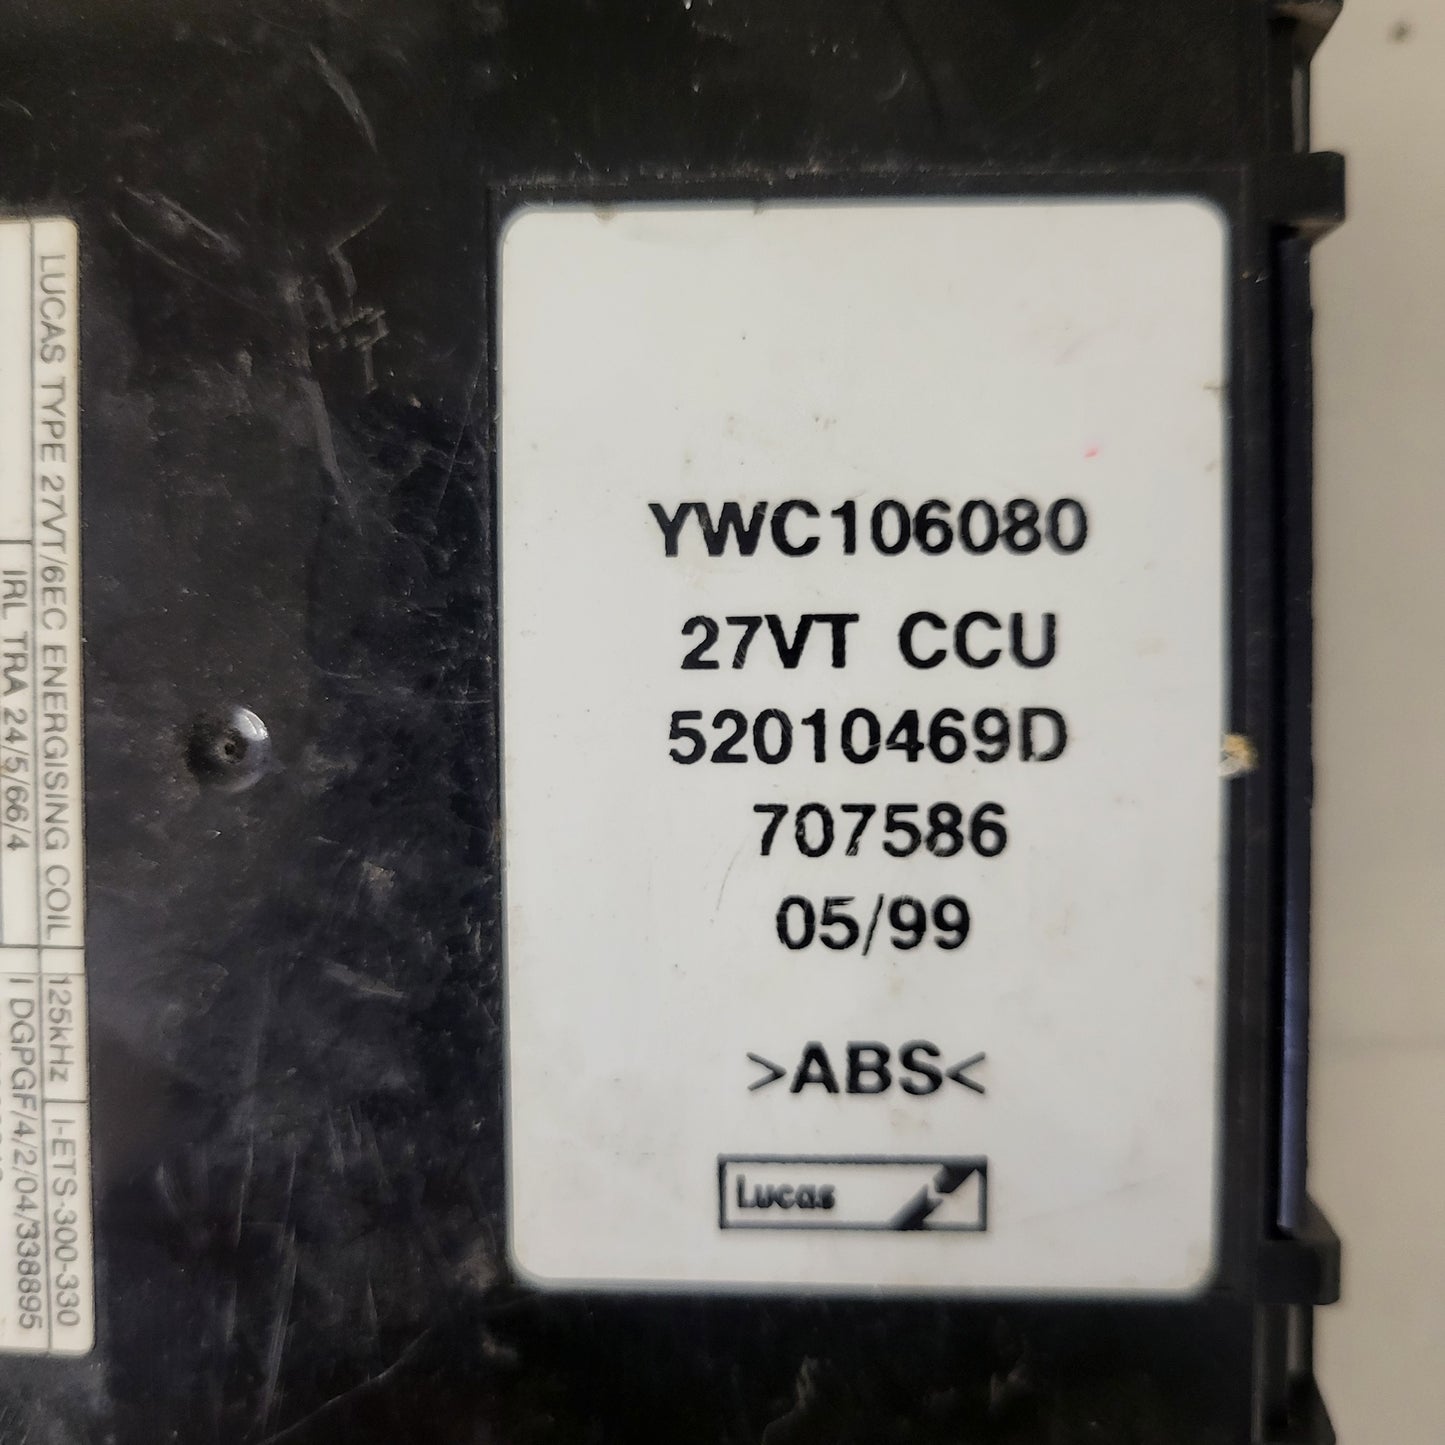 LUCAS TYPE 27VT/6EC ENERGISING COIL 125kHz I-ETS-300-330
IRL TRA 24/5/66/4 I DGPGF/4/2/04/338895
YWC106080
27VT CCU
52010469D
707586
05/99
>ABS<
Lucas